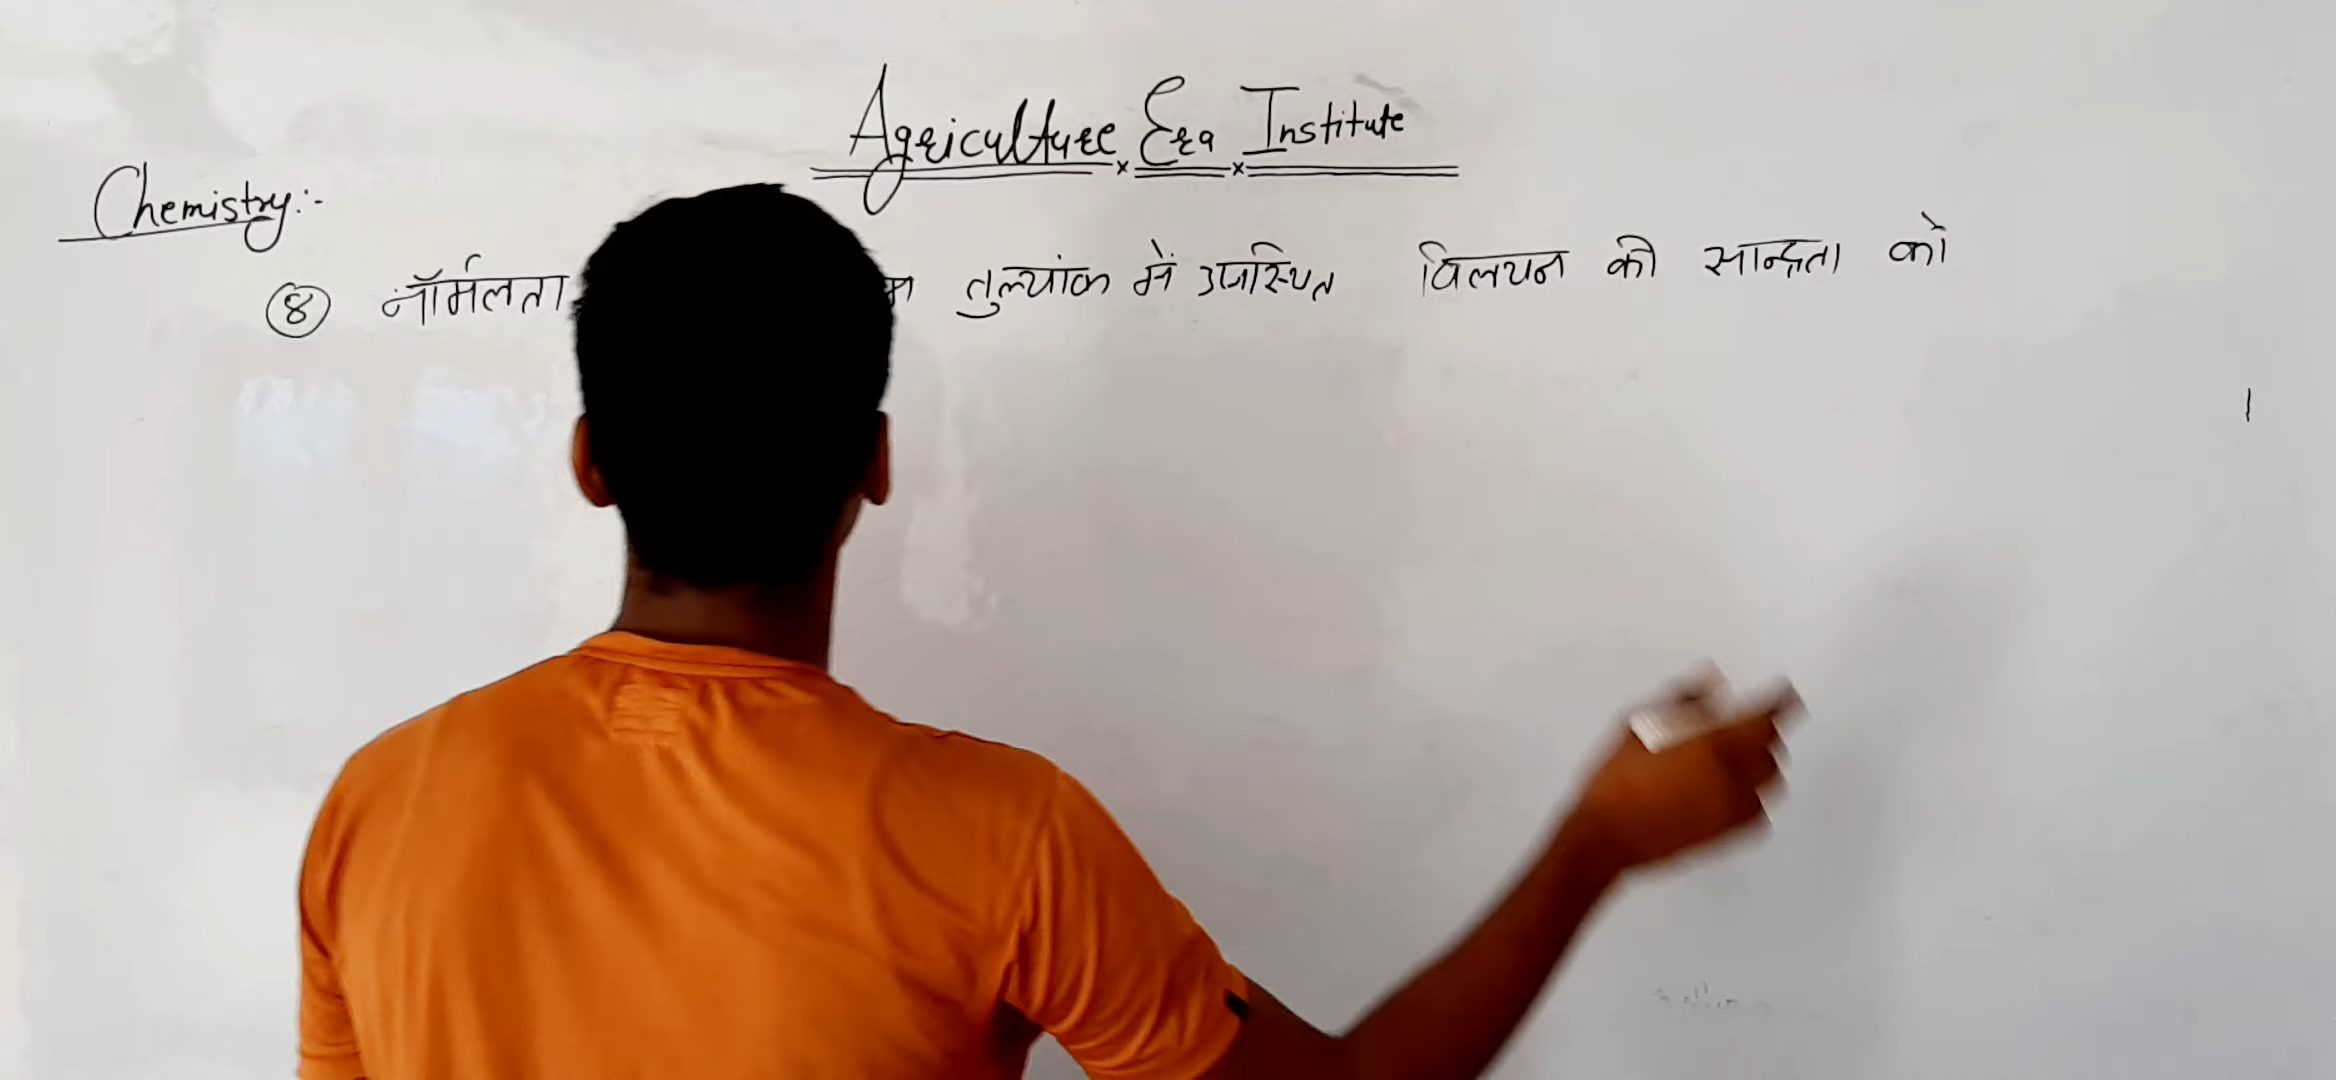 Agriculture Era Institute
Chemistry:-
⑧ नॉर्मलता तुल्यांक में उपस्थित विलयन की सान्द्रता को